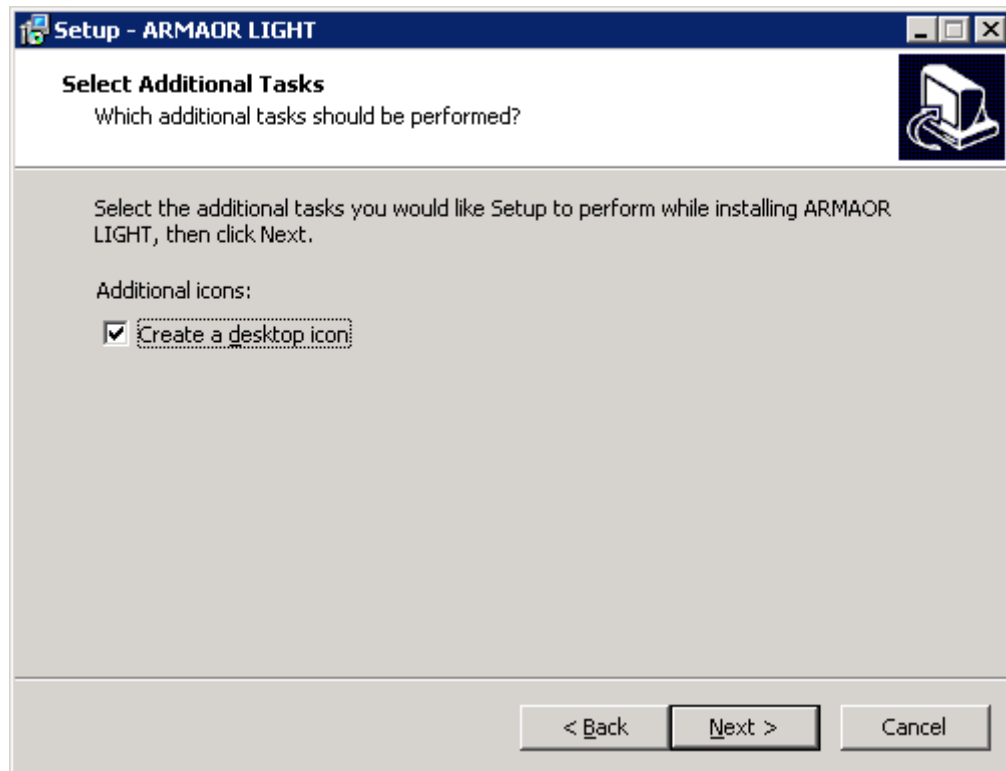 Setup - ARMAOR LIGHT
Select Additional Tasks
Which additional tasks should be performed?
Select the additional tasks you would like Setup to perform while installing ARMAOR
LIGHT, then click Next.
Additional icons:
Create a desktop icon
< Back Next > Cancel